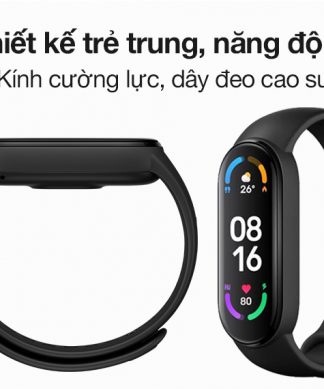 hiết kế trẻ trung, năng độ
Kính cường lực, dây đeo cao su
26°
08
16
80